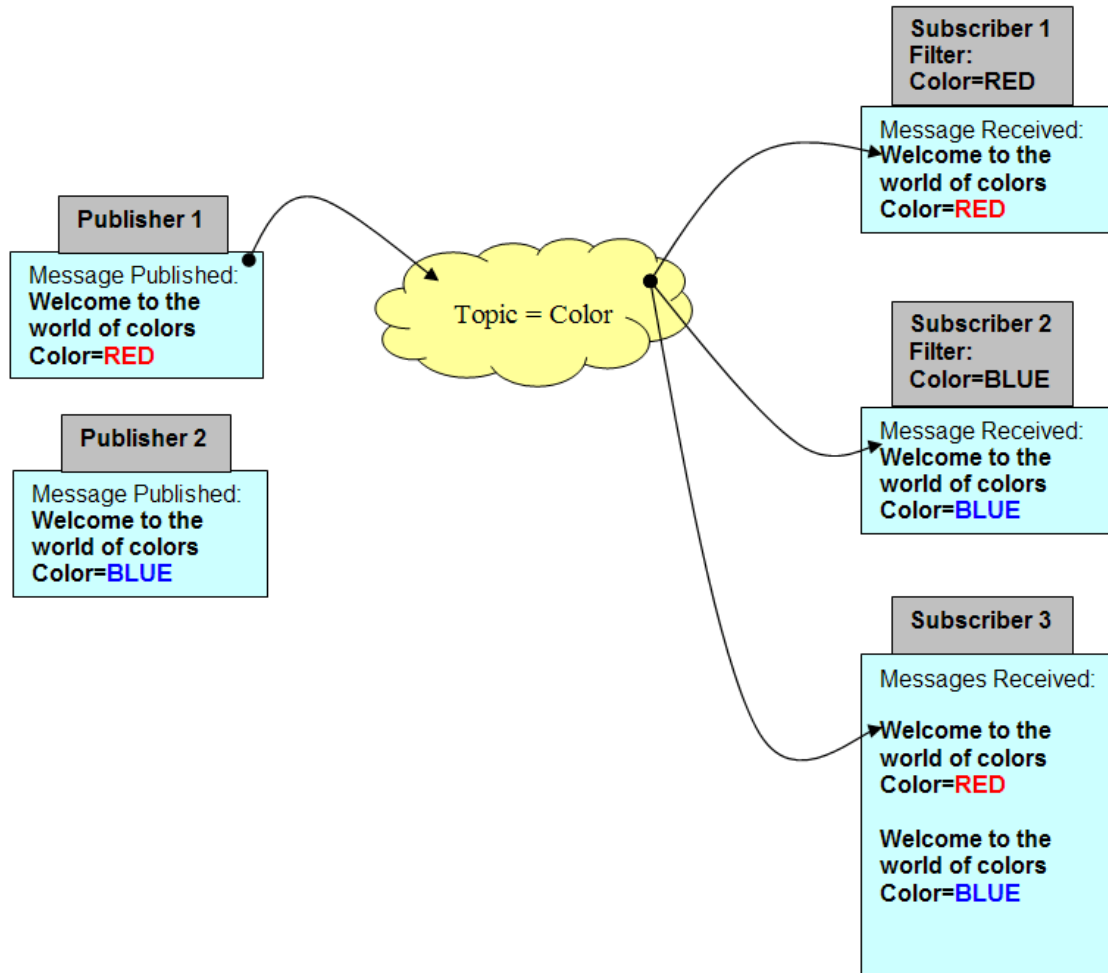 Publisher 1
Message Published:
Welcome to the
world of colors
Color=RED
Publisher 2
Message Published:
Welcome to the
world of colors
Color=BLUE
Topic = Color
Subscriber 1
Filter:
Color=RED
Message Received:
Welcome to the
world of colors
Color=RED
Subscriber 2
Filter:
Color=BLUE
Message Received:
Welcome to the
world of colors
Color=BLUE
Subscriber 3
Messages Received:
Welcome to the
world of colors
Color=RED
Welcome to the
world of colors
Color=BLUE